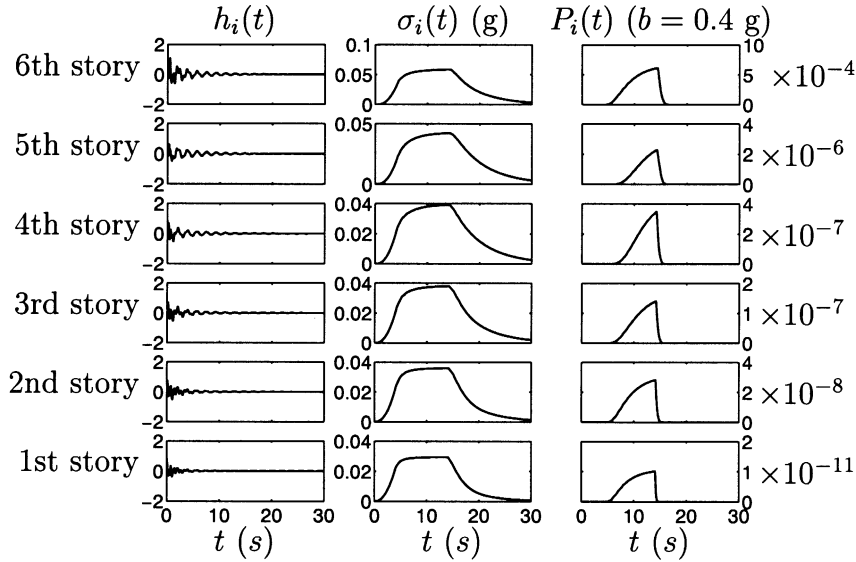 h_i(t) σ_i(t) (g) P_i(t) (b = 0.4 g)
6th story 2 0 −2 0.1 0.05 0 10 5 0 ×10−4
5th story 2 0 −2 0.05 0 4 2 0 ×10−6
4th story 2 0 −2 0.04 0.02 0 4 2 0 ×10−7
3rd story 2 0 −2 0.04 0.02 0 2 1 0 ×10−7
2nd story 2 0 −2 0.04 0.02 0 4 2 0 ×10−8
1st story 2 0 −2 0.04 0.02 0 2 1 0 ×10−11
0 10 20 30 0 10 20 30 0 10 20 30
t (s) t (s) t (s)